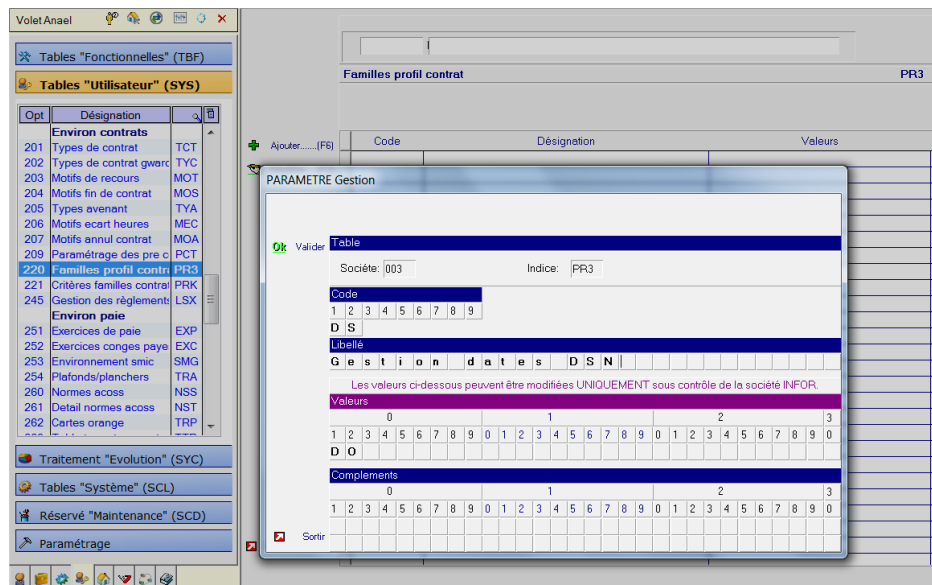 Volet Anael
Tables "Fonctionnelles" (TBF)
Tables "Utilisateur" (SYS)
Opt Désignation
Environ contrats
201 Types de contrat TCT
202 Types de contrat gwarc TYC
203 Motifs de recours MOT
204 Motifs fin de contrat MOS
205 Types avenant TYA
206 Motifs ecart heures MEC
207 Motifs annul contrat MOA
209 Paramétrage des pre c PCT
220 Familles profil contra PR3
221 Critères familles contrat PRK
245 Gestion des règlements LSX
Environ paie
251 Exercices de paie EXP
252 Exercices conges paye EXC
253 Environnement smic SMG
254 Plafonds/planchers TRA
260 Normes acoss NSS
261 Detail normes acoss NST
262 Cartes orange TRP
Traitement "Evolution" (SYC)
Tables "Système" (SCL)
Réservé "Maintenance" (SCD)
Paramétrage
Familles profil contrat PR3
Ajouter......(F6)
Code Désignation Valeurs
PARAMETRE Gestion
Ok Valider
Table
Sociéte: 003 Indice: PR3
Code
1 2 3 4 5 6 7 8 9
D S
Libellé
Gestion dates DSN
Les valeurs ci-dessous peuvent être modifiées UNIQUEMENT sous contrôle de la société INFOR.
Valeurs
0 1 2 3
1 2 3 4 5 6 7 8 9 0 1 2 3 4 5 6 7 8 9 0 1 2 3 4 5 6 7 8 9 0
D O
Complements
0 1 2 3
1 2 3 4 5 6 7 8 9 0 1 2 3 4 5 6 7 8 9 0 1 2 3 4 5 6 7 8 9 0
Sortir